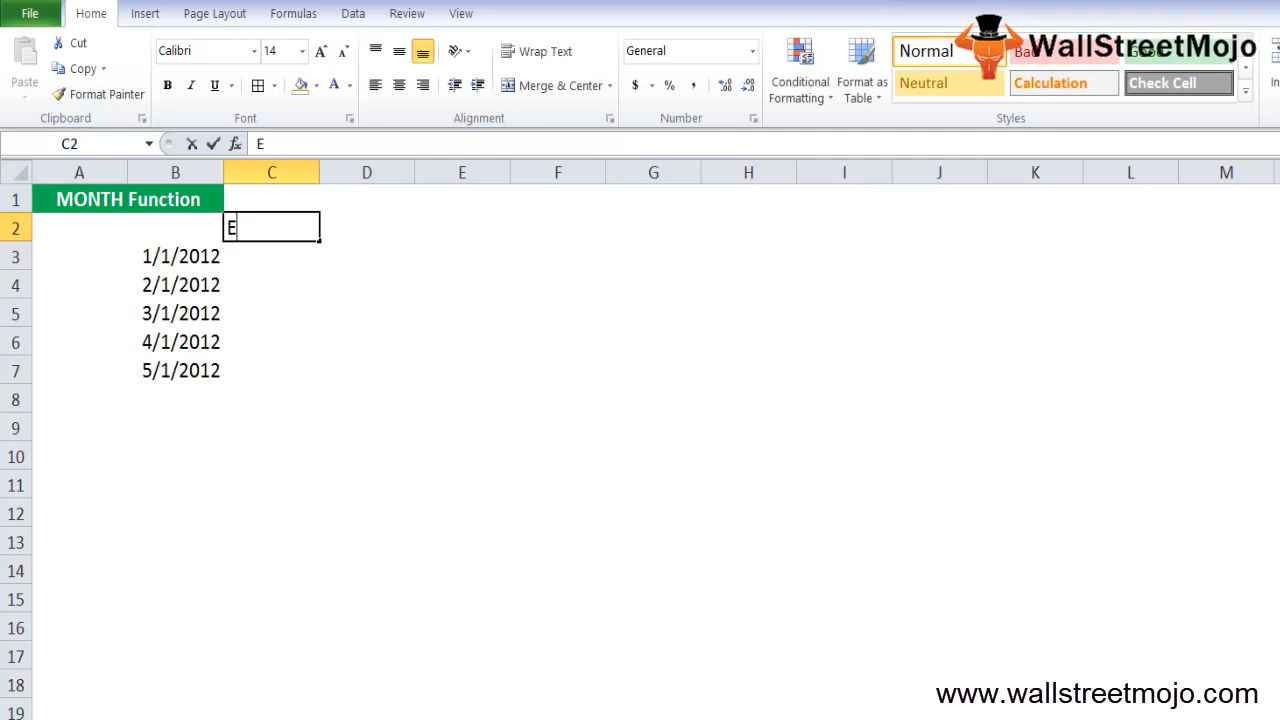 File Home Insert Page Layout Formulas Data Review View
WallStreetMojo
Paste
Cut
Copy
Format Painter
Clipboard
Calibri 14
B I U A
Font
Wrap Text
Merge & Center
Alignment
General
$ % ,
Number
Conditional Formatting
Format as Table
Normal Bad Good
Neutral Calculation Check Cell
Styles
C2 fx E
A B C D E F G H I J K L M
1 MONTH Function
2 E
3 1/1/2012
4 2/1/2012
5 3/1/2012
6 4/1/2012
7 5/1/2012
8
9
10
11
12
13
14
15
16
17
18
19
www.wallstreetmojo.com